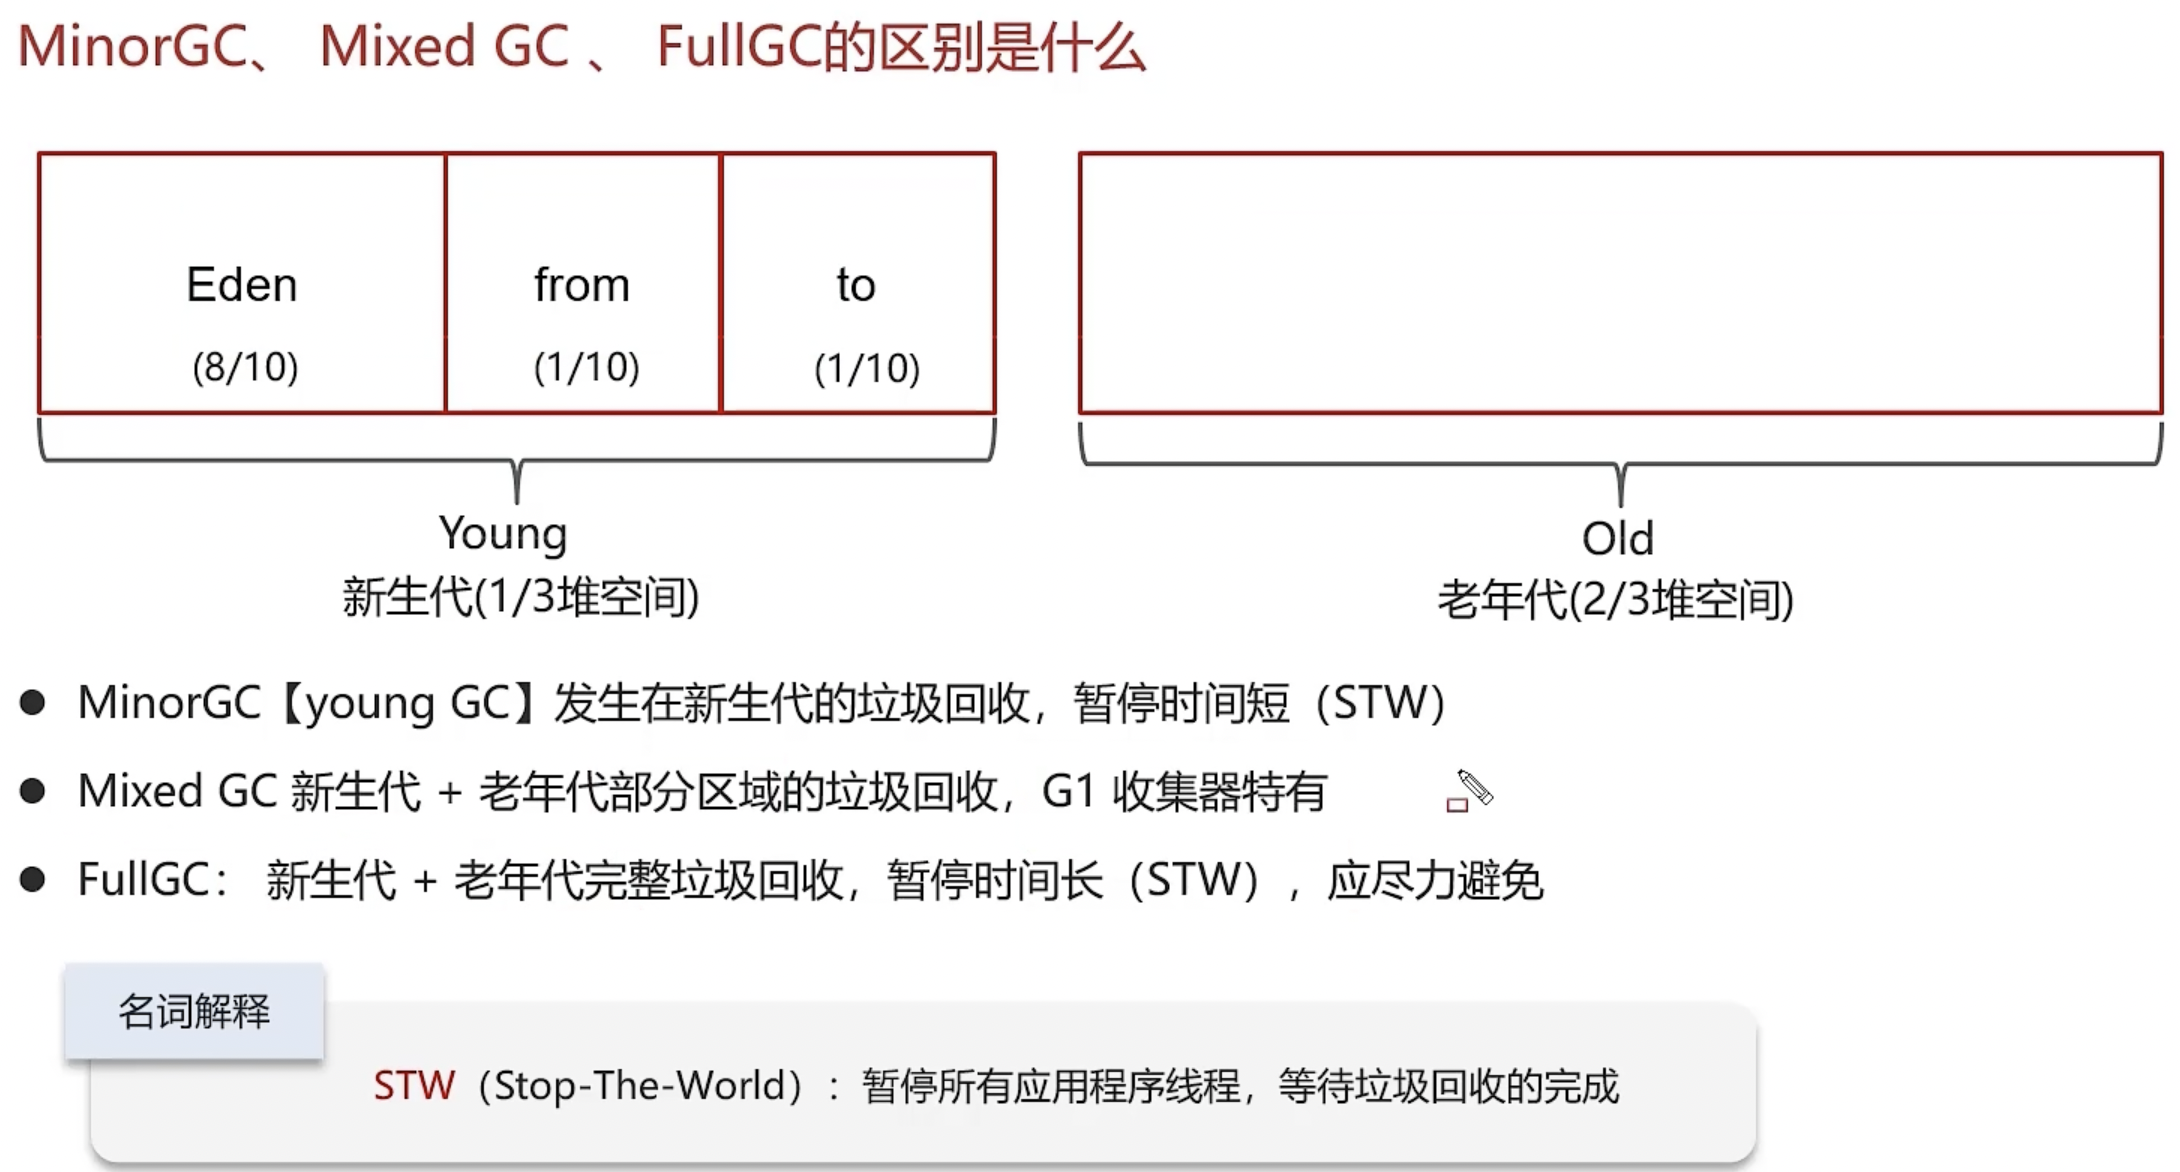 MinorGC、 Mixed GC 、 FullGC的区别是什么
Eden
from
to
(8/10)
(1/10)
(1/10)
Young
新生代(1/3堆空间)
Old
老年代(2/3堆空间)
● MinorGC【young GC】发生在新生代的垃圾回收，暂停时间短（STW）
● Mixed GC 新生代 + 老年代部分区域的垃圾回收，G1 收集器特有
● FullGC： 新生代 + 老年代完整垃圾回收，暂停时间长（STW），应尽力避免
名词解释
STW（Stop-The-World）：暂停所有应用程序线程，等待垃圾回收的完成